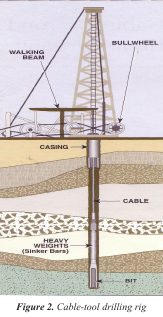 BULLWHEEL
WALKING
BEAM
CASING
CABLE
HEAVY
WEIGHTS
(Sinker Bars)
BIT
Figure 2. Cable-tool drilling rig